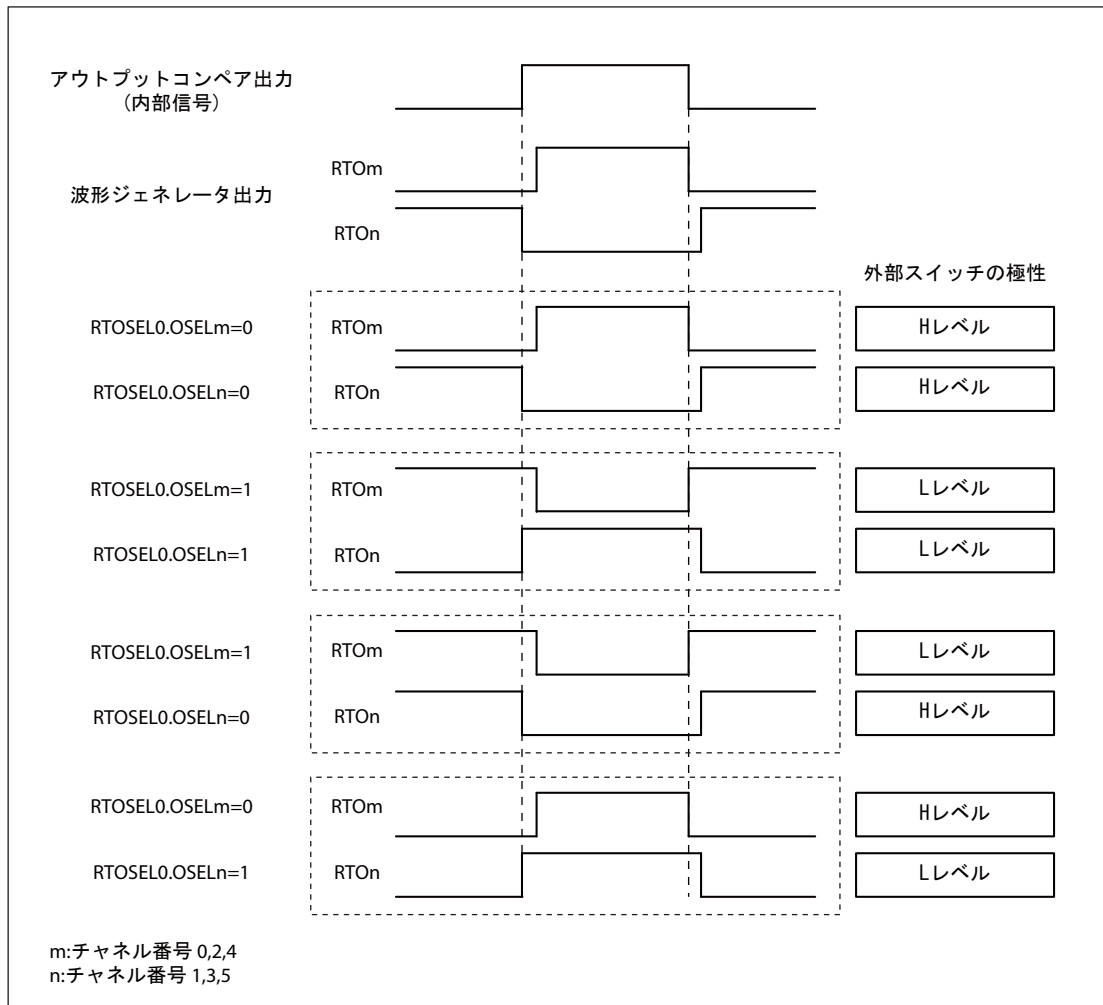 アウトプットコンペア出力
（内部信号）
波形ジェネレータ出力
RTOm
RTOn
外部スイッチの極性
RTOSEL0.OSELm=0
RTOm
Hレベル
RTOSEL0.OSELn=0
RTOn
Hレベル
RTOSEL0.OSELm=1
RTOm
Lレベル
RTOSEL0.OSELn=1
RTOn
Lレベル
RTOSEL0.OSELm=1
RTOm
Lレベル
RTOSEL0.OSELn=0
RTOn
Hレベル
RTOSEL0.OSELm=0
RTOm
Hレベル
RTOSEL0.OSELn=1
RTOn
Lレベル
m:チャネル番号 0,2,4
n:チャネル番号 1,3,5